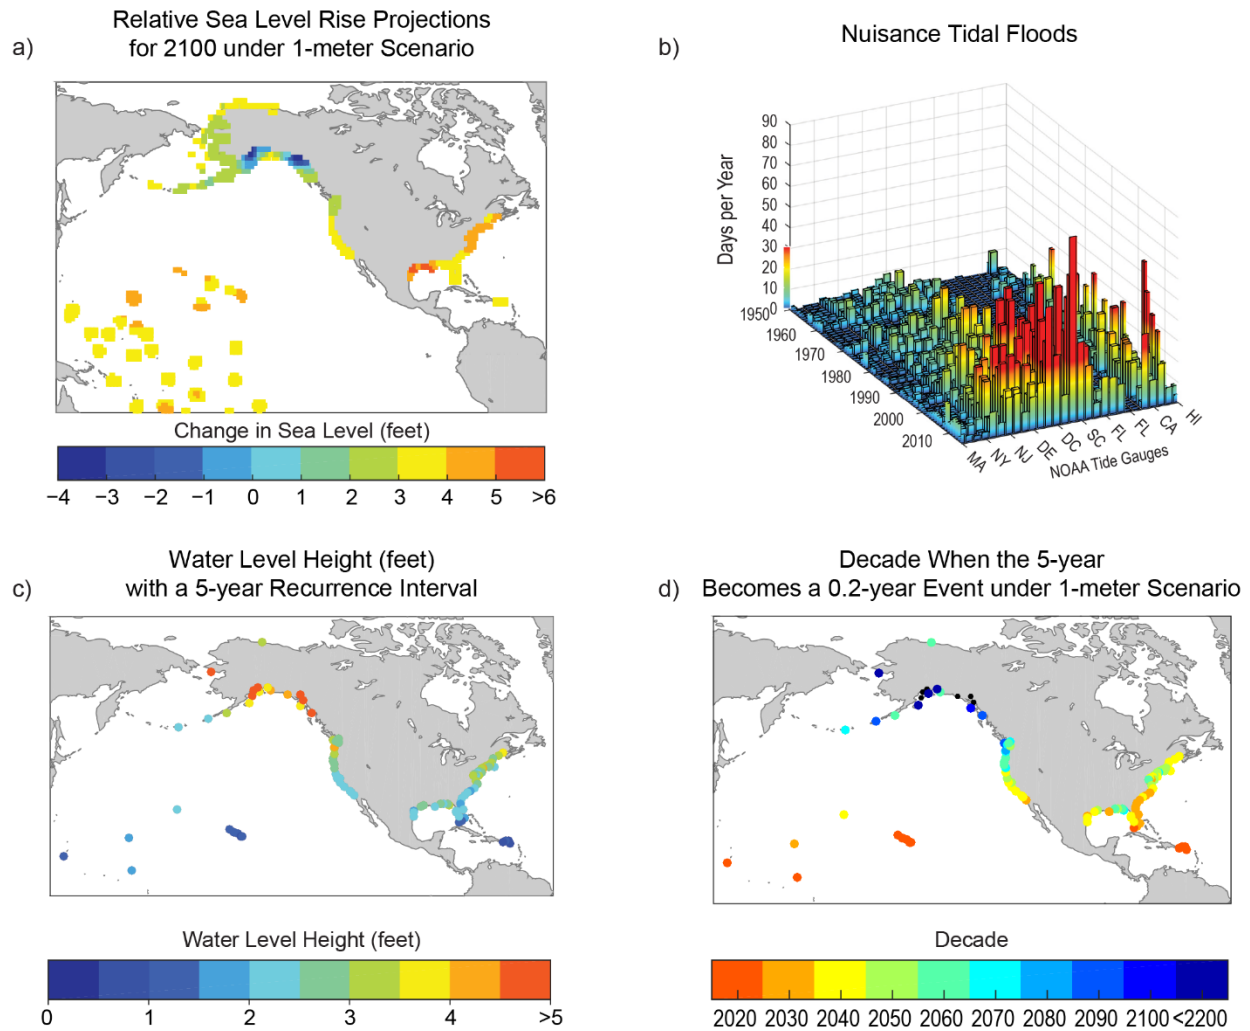 a)
Relative Sea Level Rise Projections
for 2100 under 1-meter Scenario
Change in Sea Level (feet)
−4 −3 −2 −1 0 1 2 3 4 5 >6
b)
Nuisance Tidal Floods
Days per Year
90
80
70
60
50
40
30
20
10
0
1950
1960
1970
1980
1990
2000
2010
MA NY NJ DE DC SC FL FL CA HI
NOAA Tide Gauges
c)
Water Level Height (feet)
with a 5-year Recurrence Interval
Water Level Height (feet)
0 1 2 3 4 >5
d)
Decade When the 5-year
Becomes a 0.2-year Event under 1-meter Scenario
Decade
2020 2030 2040 2050 2060 2070 2080 2090 2100 <2200